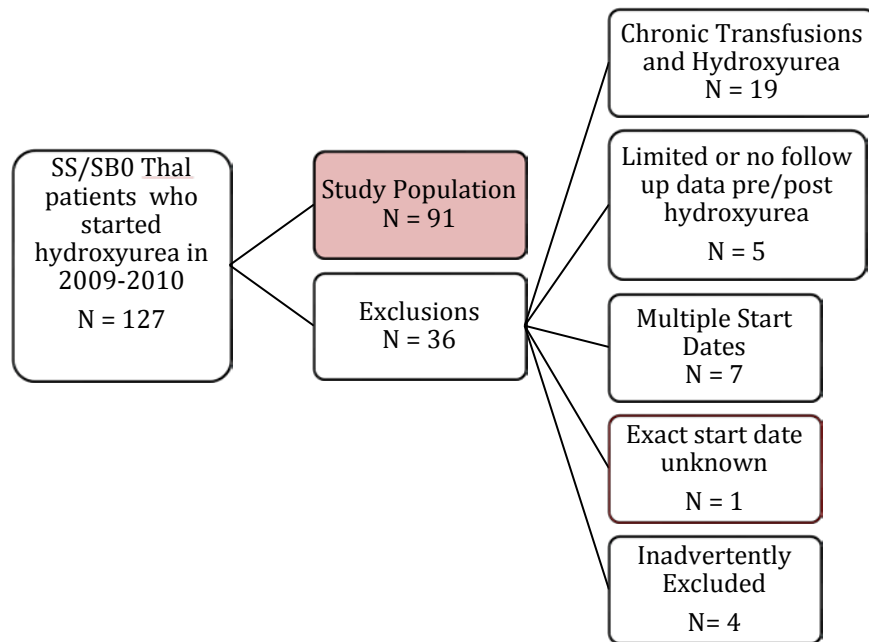 SS/SB0 Thal
patients who
started
hydroxyurea in
2009-2010
N = 127
Study Population
N = 91
Exclusions
N = 36
Chronic Transfusions
and Hydroxyurea
N = 19
Limited or no follow
up data pre/post
hydroxyurea
N = 5
Multiple Start
Dates
N = 7
Exact start date
unknown
N = 1
Inadvertently
Excluded
N= 4